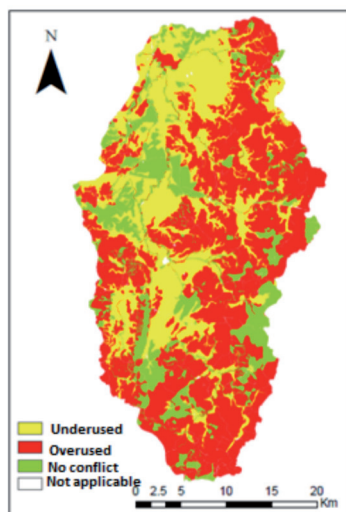 N
Underused
Overused
No conflict
Not applicable
0 2.5 5 10 15 20
Km